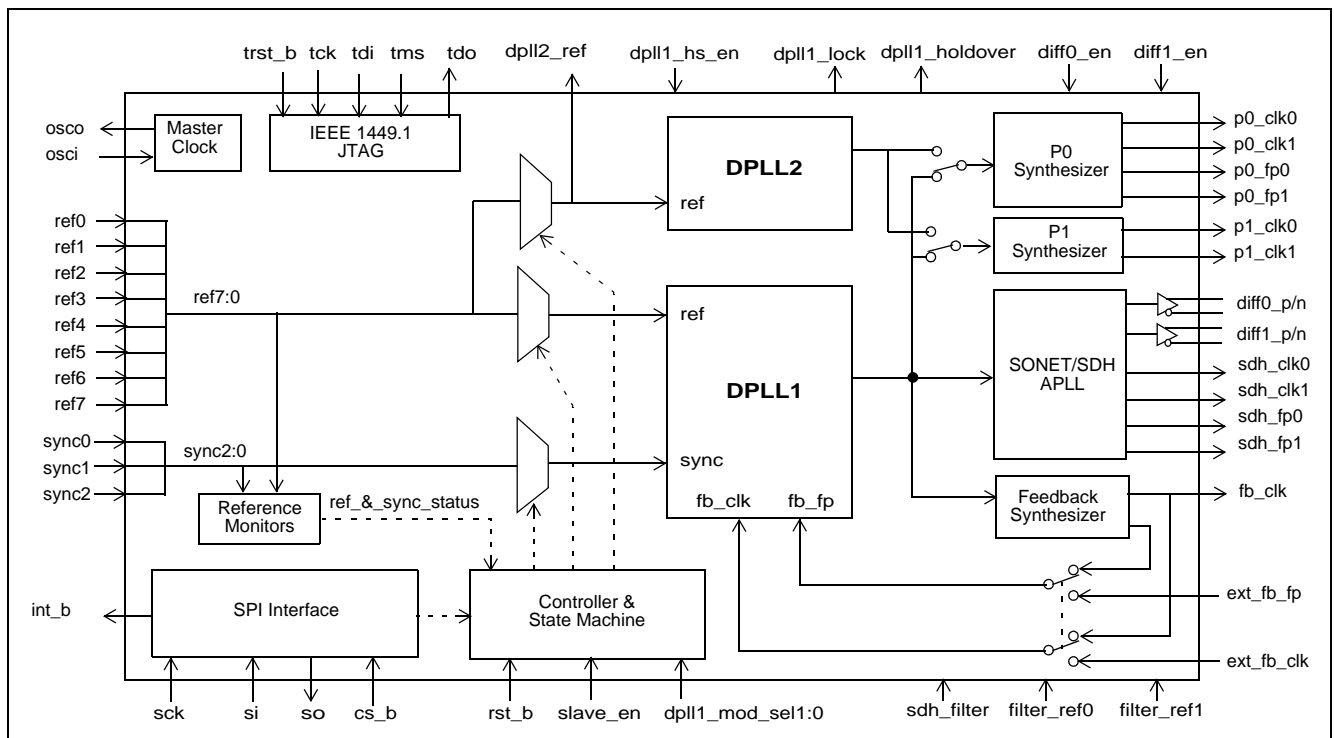 trst_b
tck
tdi
tms
tdo
dpll2_ref
dpll1_hs_en
dpll1_lock
dpll1_holdover
diff0_en
diff1_en
osco
osci
Master
Clock
IEEE 1449.1
JTAG
DPLL2
ref
P0
Synthesizer
p0_clk0
p0_clk1
p0_fp0
p0_fp1
P1
Synthesizer
p1_clk0
p1_clk1
ref0
ref1
ref2
ref3
ref4
ref5
ref6
ref7
ref7:0
ref
DPLL1
sync
fb_clk
fb_fp
SONET/SDH
APLL
diff0_p/n
diff1_p/n
sdh_clk0
sdh_clk1
sdh_fp0
sdh_fp1
sync0
sync1
sync2
sync2:0
Reference
Monitors
ref_&_sync_status
Feedback
Synthesizer
fb_clk
int_b
SPI Interface
Controller &
State Machine
ext_fb_fp
ext_fb_clk
sck
si
so
cs_b
rst_b
slave_en
dpll1_mod_sel1:0
sdh_filter
filter_ref0
filter_ref1